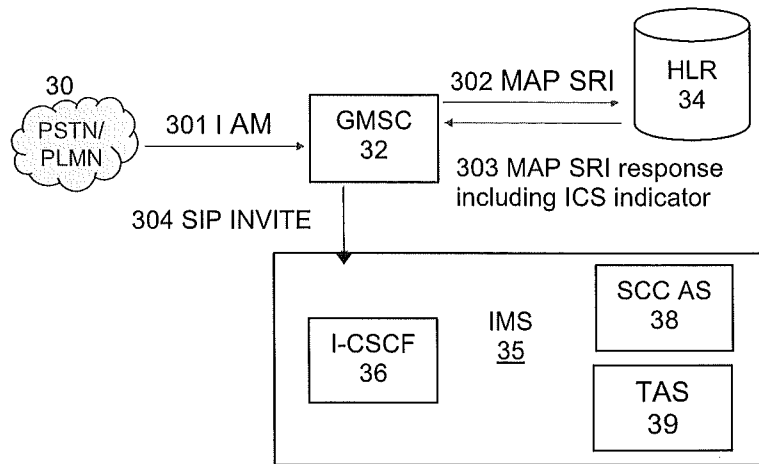 30
PSTN/
PLMN
301 I AM
GMSC
32
302 MAP SRI
HLR
34
303 MAP SRI response
including ICS indicator
304 SIP INVITE
I-CSCF
36
IMS
35
SCC AS
38
TAS
39